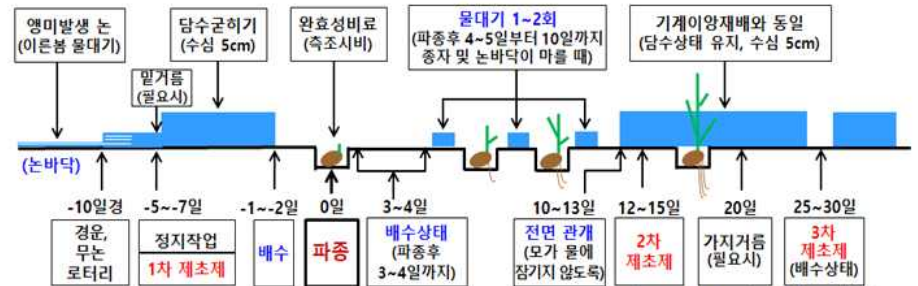 앵미발생 논
(이른봄 물대기)
담수굳히기
(수심 5cm)
완효성비료
(측조시비)
물대기 1~2회
(파종후 4~5일부터 10일까지
종자 및 논바닥이 마를 때)
기계이앙재배와 동일
(담수상태 유지, 수심 5cm)
밑거름
(필요시)
(논바닥)
-10일경
-5~-7일
-1~-2일
0일
3~4일
10~13일
12~15일
20일
25~30일
경운,
무논
로터리
정지작업
1차 제초제
배수
파종
배수상태
(파종후
3~4일까지)
전면 관개
(모가 물에
잠기지 않도록)
2차
제초제
가지거름
(필요시)
3차
제초제
(배수상태)